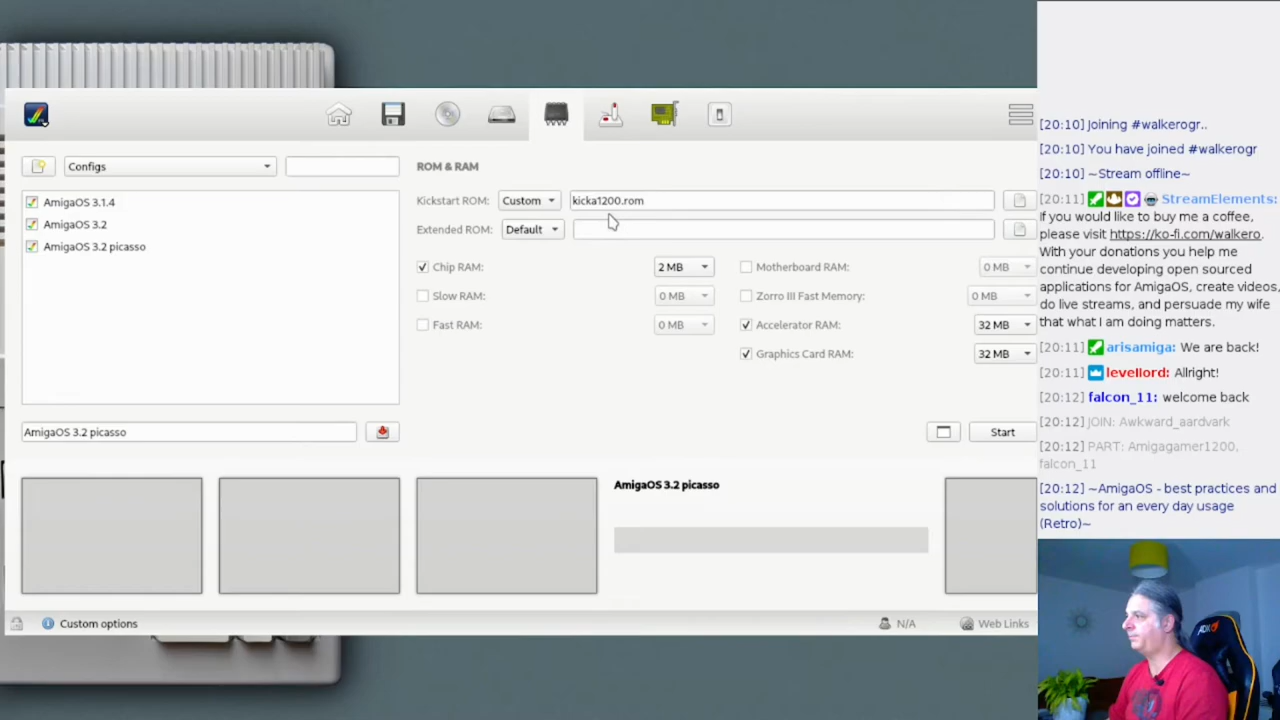 Configs
ROM & RAM
AmigaOS 3.1.4
AmigaOS 3.2
AmigaOS 3.2 picasso
Kickstart ROM: Custom kicka1200.rom
Extended ROM: Default
Chip RAM: 2 MB Motherboard RAM: 0 MB
Slow RAM: 0 MB Zorro III Fast Memory: 0 MB
Fast RAM: 0 MB Accelerator RAM: 32 MB
Graphics Card RAM: 32 MB
AmigaOS 3.2 picasso Start
AmigaOS 3.2 picasso
Custom options N/A Web Links
[20:10] Joining #walkerogr..
[20:10] You have joined #walkerogr
[20:10] ~Stream offline~
[20:11] StreamElements:
If you would like to buy me a coffee,
please visit https://ko-fi.com/walkero.
With your donations you help me
continue developing open sourced
applications for AmigaOS, create videos,
do live streams, and persuade my wife
that what I am doing matters.
[20:11] arisamiga: We are back!
[20:11] levellord: Allright!
[20:12] falcon_11: welcome back
[20:12] JOIN: Awkward_aardvark
[20:12] PART: Amigagamer1200,
falcon_11
[20:12] ~AmigaOS - best practices and
solutions for an every day usage
(Retro)~